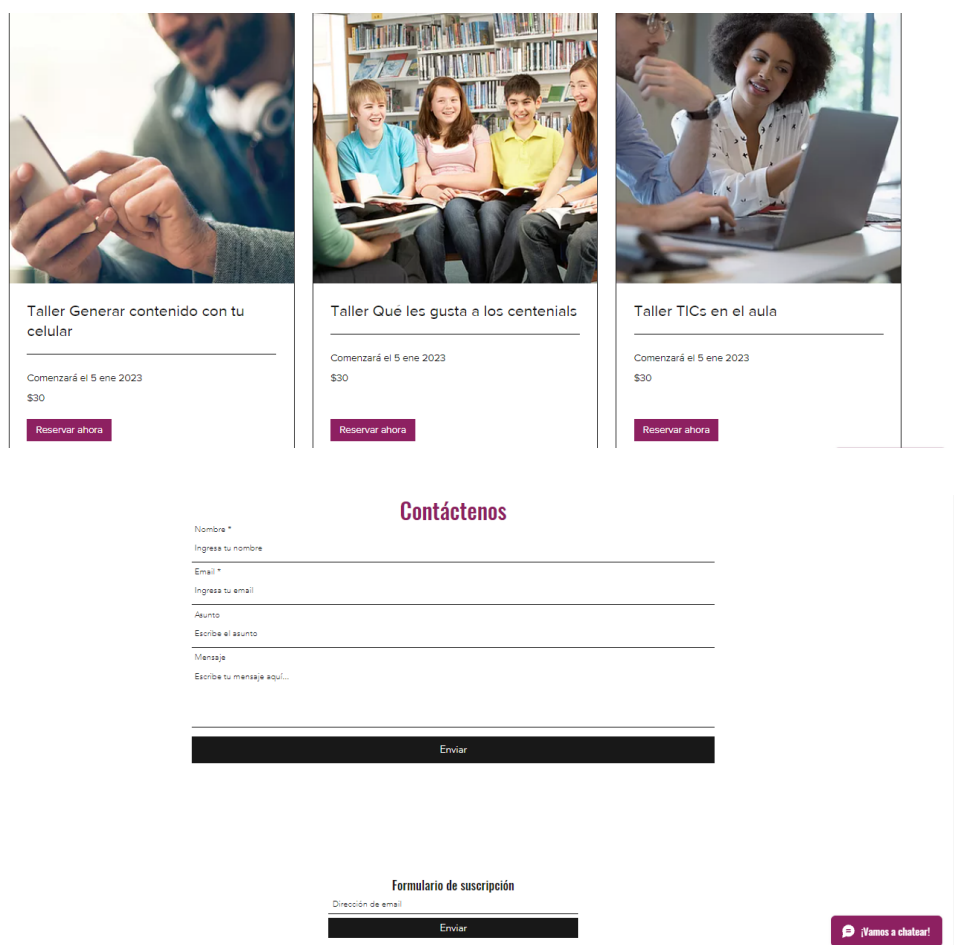 Taller Generar contenido con tu
celular
Comenzará el 5 ene 2023
$30
Reservar ahora
Taller Qué les gusta a los centenials
Comenzará el 5 ene 2023
$30
Reservar ahora
Taller TICs en el aula
Comenzará el 5 ene 2023
$30
Reservar ahora
Contáctenos
Nombre *
Ingresa tu nombre
Email *
Ingresa tu email
Asunto
Escribe el asunto
Mensaje
Escribe tu mensaje aquí...
Enviar
Formulario de suscripción
Dirección de email
Enviar
¡Vamos a chatear!